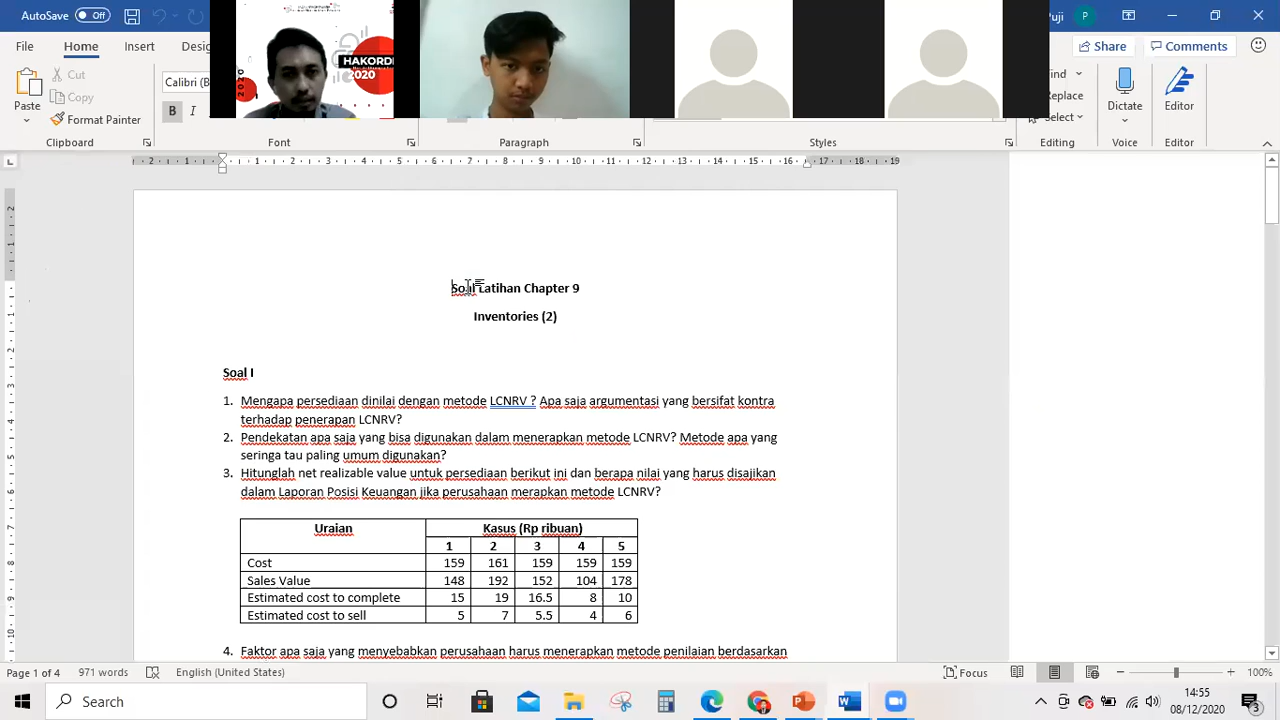 Puji P
HAKORDI
2020
2020
File Home Insert Share Comments
Cut
Copy
Format Painter
Paste
Calibri (B
B I
Find
Replace
Select
Dictate
Editor
Clipboard Font Paragraph Styles Editing Voice Editor
Soal Latihan Chapter 9
Inventories (2)
Soal I
1. Mengapa persediaan dinilai dengan metode LCNRV ? Apa saja argumentasi yang bersifat kontra
terhadap penerapan LCNRV?
2. Pendekatan apa saja yang bisa digunakan dalam menerapkan metode LCNRV? Metode apa yang
seringa tau paling umum digunakan?
3. Hitunglah net realizable value untuk persediaan berikut ini dan berapa nilai yang harus disajikan
dalam Laporan Posisi Keuangan jika perusahaan merapkan metode LCNRV?
Uraian Kasus (Rp ribuan)
1 2 3 4 5
Cost 159 161 159 159 159
Sales Value 148 192 152 104 178
Estimated cost to complete 15 19 16.5 8 10
Estimated cost to sell 5 7 5.5 4 6
4. Faktor apa saja yang menyebabkan perusahaan harus menerapkan metode penilaian berdasarkan
Page 1 of 4 971 words English (United States) Focus 100%
Search
14:55
08/12/2020
3